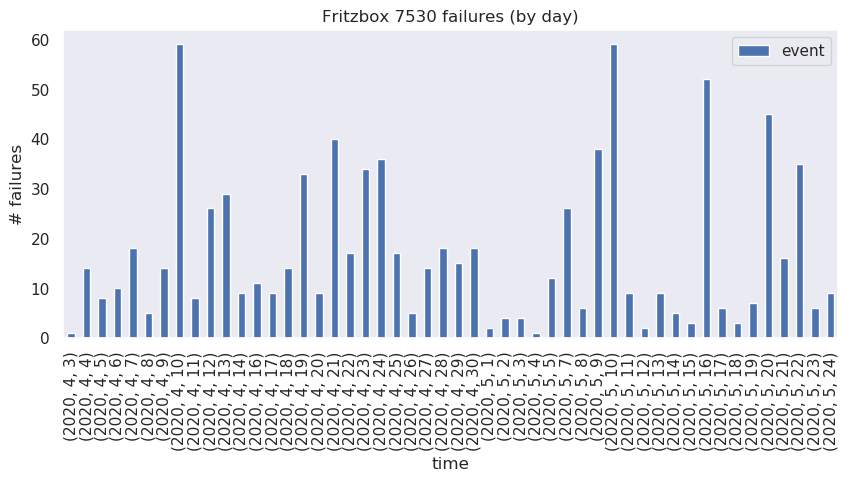 Fritzbox 7530 failures (by day)
event
# failures
60
50
40
30
20
10
0
(2020, 4, 3)
(2020, 4, 4)
(2020, 4, 5)
(2020, 4, 6)
(2020, 4, 7)
(2020, 4, 8)
(2020, 4, 9)
(2020, 4, 10)
(2020, 4, 11)
(2020, 4, 12)
(2020, 4, 13)
(2020, 4, 14)
(2020, 4, 16)
(2020, 4, 17)
(2020, 4, 18)
(2020, 4, 19)
(2020, 4, 20)
(2020, 4, 21)
(2020, 4, 22)
(2020, 4, 23)
(2020, 4, 24)
(2020, 4, 25)
(2020, 4, 26)
(2020, 4, 27)
(2020, 4, 28)
(2020, 4, 29)
(2020, 4, 30)
(2020, 5, 1)
(2020, 5, 2)
(2020, 5, 3)
(2020, 5, 4)
(2020, 5, 5)
(2020, 5, 7)
(2020, 5, 8)
(2020, 5, 9)
(2020, 5, 10)
(2020, 5, 11)
(2020, 5, 12)
(2020, 5, 13)
(2020, 5, 14)
(2020, 5, 15)
(2020, 5, 16)
(2020, 5, 17)
(2020, 5, 18)
(2020, 5, 19)
(2020, 5, 20)
(2020, 5, 21)
(2020, 5, 22)
(2020, 5, 23)
(2020, 5, 24)
time